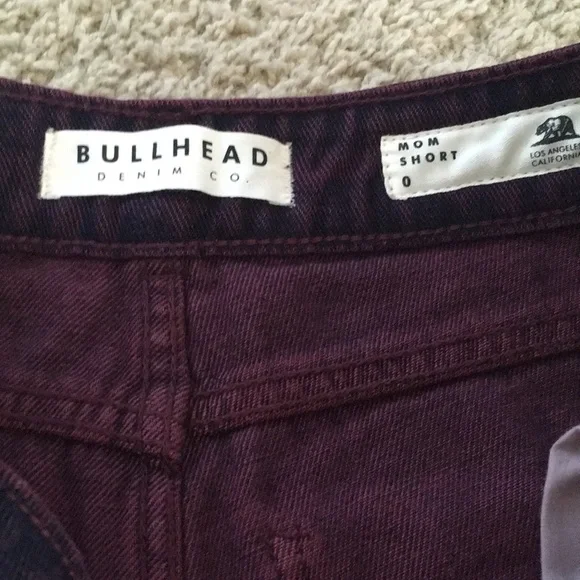 BULLHEAD
DENIM CO.
MOM
SHORT
0
LOS ANGELES
CALIFORNIA